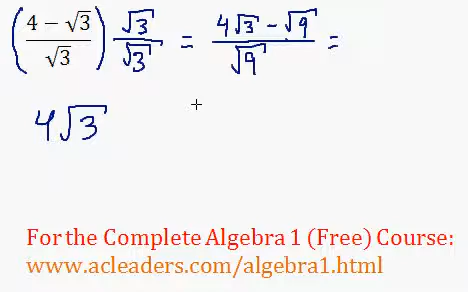 ((4 − √3)/√3) √3/√3 = (4√3 − √9)/√9 =
4√3
For the Complete Algebra 1 (Free) Course:
www.acleaders.com/algebra1.html